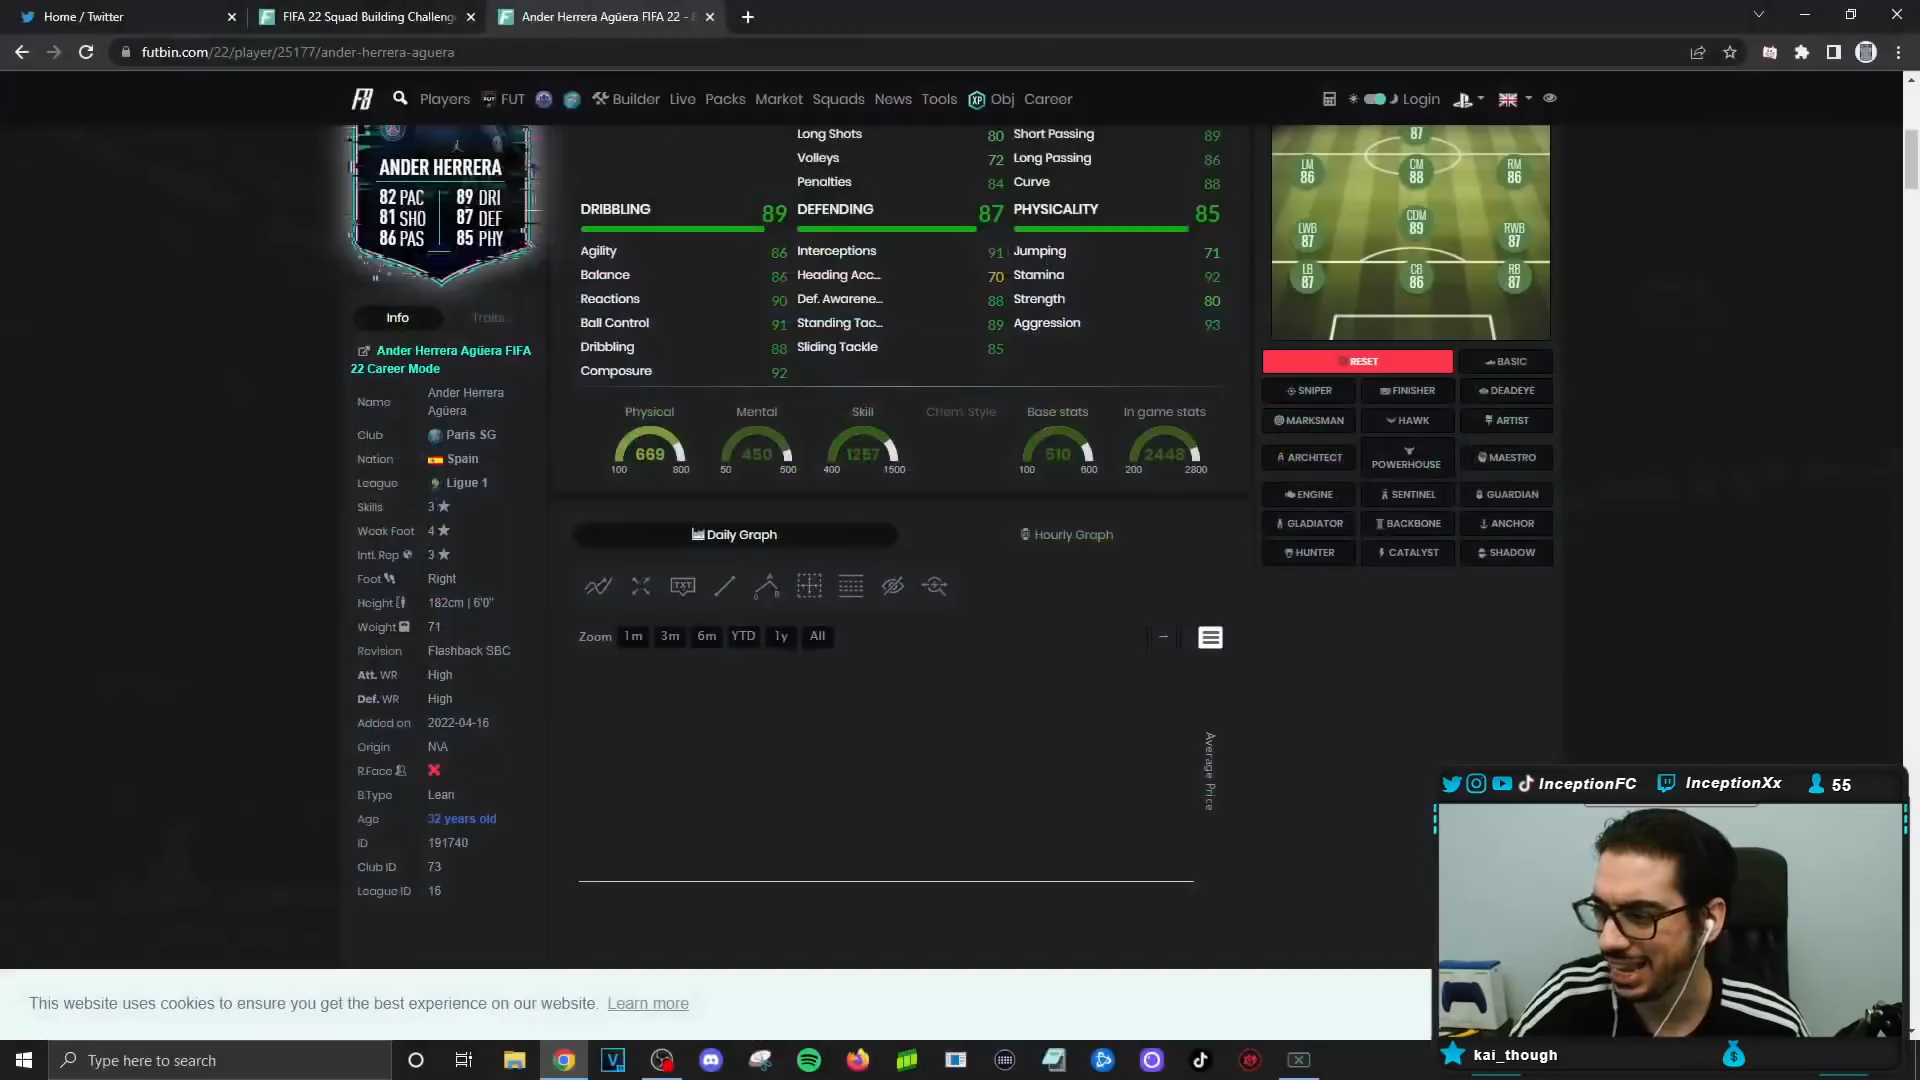 Home / Twitter
FIFA 22 Squad Building Challeng
Ander Herrera Agüera FIFA 22 -
futbin.com/22/player/25177/ander-herrera-aguera
Players FUT Builder Live Packs Market Squads News Tools XP Obj Career Login
ANDER HERRERA
82 PAC 89 DRI
81 SHO 87 DEF
86 PAS 85 PHY
Long Shots 80 Short Passing 89
Volleys 72 Long Passing 86
Penalties 84 Curve 88
DRIBBLING 89 DEFENDING 87 PHYSICALITY 85
Agility 86 Interceptions 91 Jumping 71
Balance 86 Heading Acc... 70 Stamina 92
Reactions 90 Def. Awarene... 88 Strength 80
Ball Control 91 Standing Tac... 89 Aggression 93
Dribbling 88 Sliding Tackle 85
Composure 92
Physical Mental Skill Chem. Style Base stats In game stats
669 450 1257 510 2448
100 800 50 500 400 1500 100 600 200 2800
Daily Graph Hourly Graph
TXT
Zoom 1m 3m 6m YTD 1y All
Average Price
87
LM 86 CM 88 RM 86
CDM 89
LWB 87 RWB 87
LB 87 CB 86 RB 87
RESET BASIC
SNIPER FINISHER DEADEYE
MARKSMAN HAWK ARTIST
ARCHITECT POWERHOUSE MAESTRO
ENGINE SENTINEL GUARDIAN
GLADIATOR BACKBONE ANCHOR
HUNTER CATALYST SHADOW
Info Traits
Ander Herrera Agüera FIFA
22 Career Mode
Name Ander Herrera
Agüera
Club Paris SG
Nation Spain
League Ligue 1
Skills 3
Weak Foot 4
Intl. Rep 3
Foot Right
Height 182cm | 6'0"
Weight 71
Revision Flashback SBC
Att. WR High
Def. WR High
Added on 2022-04-16
Origin N\A
R.Face
B.Type Lean
Age 32 years old
ID 191740
Club ID 73
League ID 16
InceptionFC InceptionXx 55
kai_though
This website uses cookies to ensure you get the best experience on our website. Learn more
Type here to search